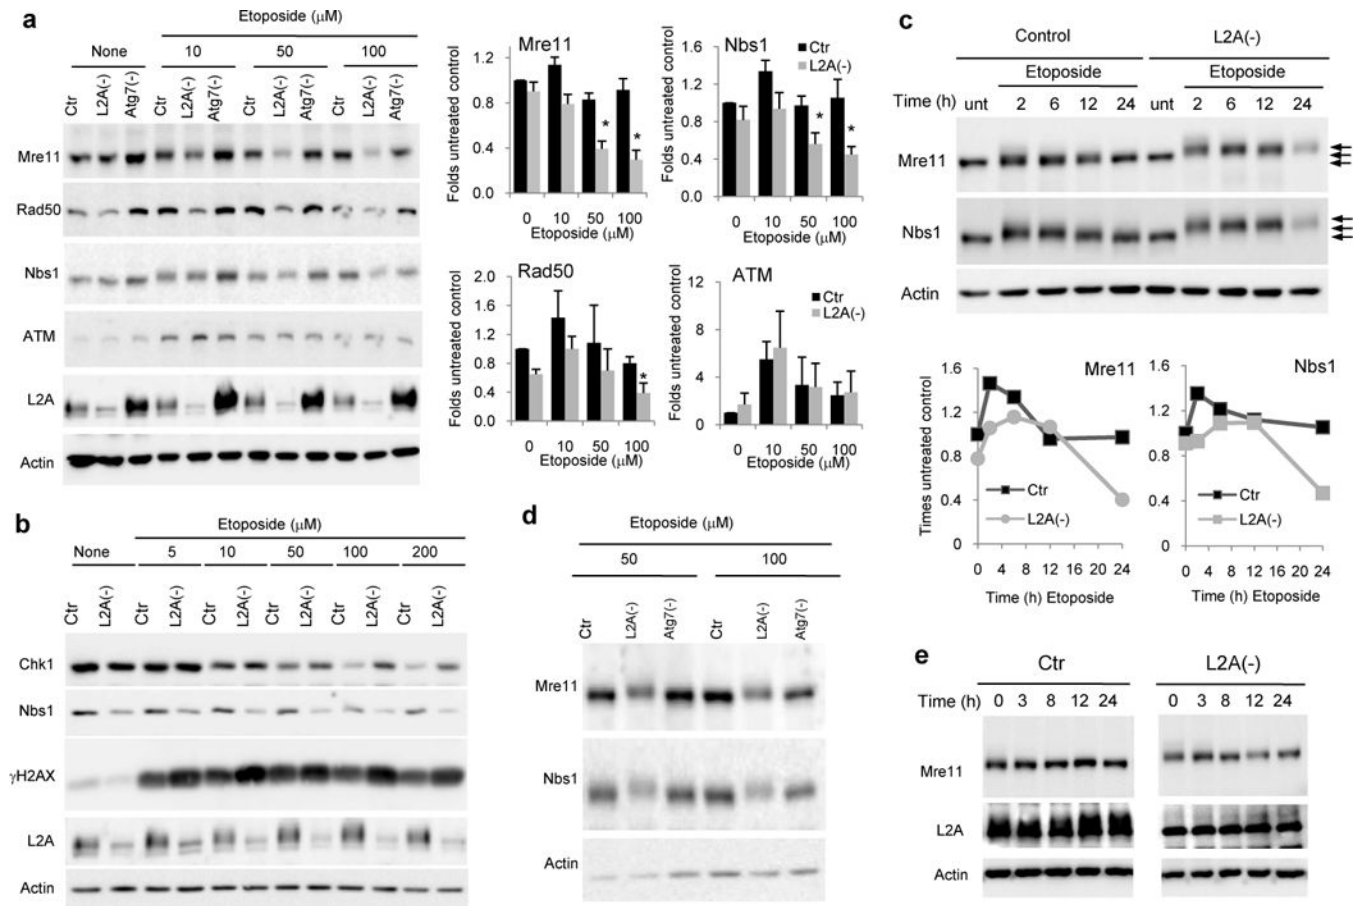 a
Etoposide (μM)
None 10 50 100
Ctr L2A(-) Atg7(-) Ctr L2A(-) Atg7(-) Ctr L2A(-) Atg7(-) Ctr L2A(-) Atg7(-)
Mre11
Rad50
Nbs1
ATM
L2A
Actin
Mre11
Folds untreated control
1.2
0.8
0.4
0.0
* *
0 10 50 100
Etoposide (μM)
Nbs1
Ctr
L2A(-)
Folds untreated control
1.6
1.2
0.8
0.4
0.0
* *
0 10 50 100
Etoposide (μM)
Rad50
Folds untreated control
2.0
1.6
1.2
0.8
0.4
0.0
*
0 10 50 100
Etoposide (μM)
ATM
Ctr
L2A(-)
Folds untreated control
12
8
4
0
0 10 50 100
Etoposide (μM)
b
Etoposide (μM)
None 5 10 50 100 200
Ctr L2A(-) Ctr L2A(-) Ctr L2A(-) Ctr L2A(-) Ctr L2A(-) Ctr L2A(-)
Chk1
Nbs1
γH2AX
L2A
Actin
c
Control L2A(-)
Etoposide Etoposide
Time (h) unt 2 6 12 24 unt 2 6 12 24
Mre11
Nbs1
Actin
Mre11
Times untreated control
1.6
1.2
0.8
0.4
0
Ctr
L2A(-)
0 4 8 12 16 20 24
Time (h) Etoposide
Nbs1
1.6
1.2
0.8
0.4
0
Ctr
L2A(-)
0 4 8 12 16 20 24
Time (h) Etoposide
d
Etoposide (μM)
50 100
Ctr L2A(-) Atg7(-) Ctr L2A(-) Atg7(-)
Mre11
Nbs1
Actin
e
Ctr L2A(-)
Time (h) 0 3 8 12 24 0 3 8 12 24
Mre11
L2A
Actin